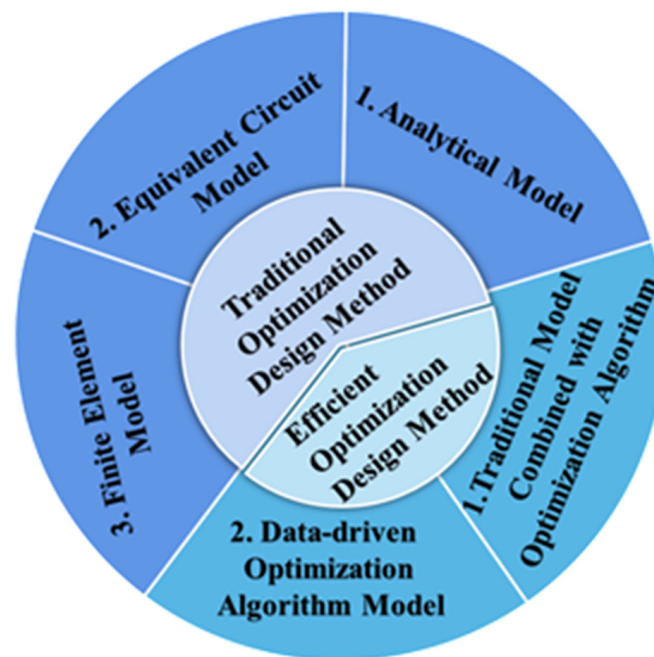 Traditional
Optimization
Design Method
1. Analytical Model
2. Equivalent Circuit
Model
3. Finite Element
Model
Efficient
Optimization
Design Method
1.Traditional Model
Combined with
Optimization Algorithm
2. Data-driven
Optimization
Algorithm Model